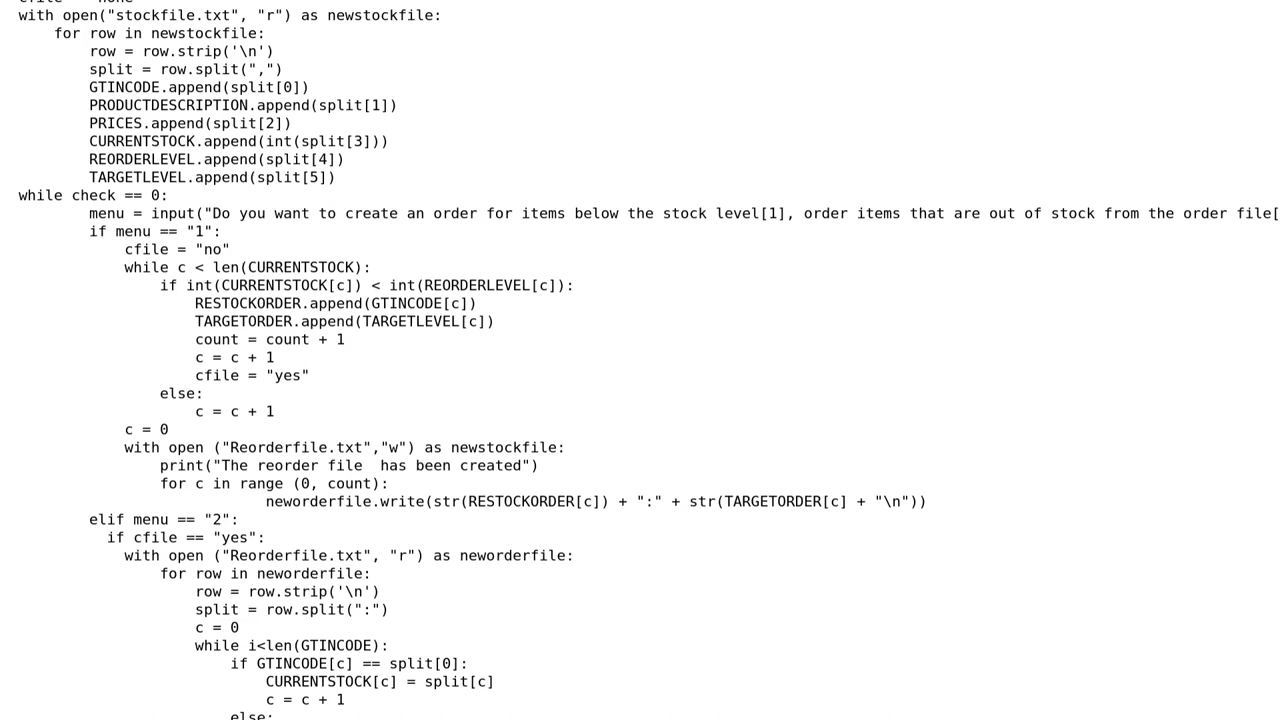 with open("stockfile.txt", "r") as newstockfile:
    for row in newstockfile:
        row = row.strip('\n')
        split = row.split(",")
        GTINCODE.append(split[0])
        PRODUCTDESCRIPTION.append(split[1])
        PRICES.append(split[2])
        CURRENTSTOCK.append(int(split[3]))
        REORDERLEVEL.append(split[4])
        TARGETLEVEL.append(split[5])
while check == 0:
        menu = input("Do you want to create an order for items below the stock level[1], order items that are out of stock from the order file[
        if menu == "1":
            cfile = "no"
            while c < len(CURRENTSTOCK):
                if int(CURRENTSTOCK[c]) < int(REORDERLEVEL[c]):
                    RESTOCKORDER.append(GTINCODE[c])
                    TARGETORDER.append(TARGETLEVEL[c])
                    count = count + 1
                    c = c + 1
                    cfile = "yes"
                else:
                    c = c + 1
            c = 0
            with open ("Reorderfile.txt","w") as newstockfile:
                print("The reorder file  has been created")
                for c in range (0, count):
                            neworderfile.write(str(RESTOCKORDER[c]) + ":" + str(TARGETORDER[c] + "\n"))
        elif menu == "2":
          if cfile == "yes":
            with open ("Reorderfile.txt", "r") as neworderfile:
                for row in neworderfile:
                    row = row.strip('\n')
                    split = row.split(":")
                    c = 0
                    while i<len(GTINCODE):
                        if GTINCODE[c] == split[0]:
                            CURRENTSTOCK[c] = split[c]
                            c = c + 1
                        else: